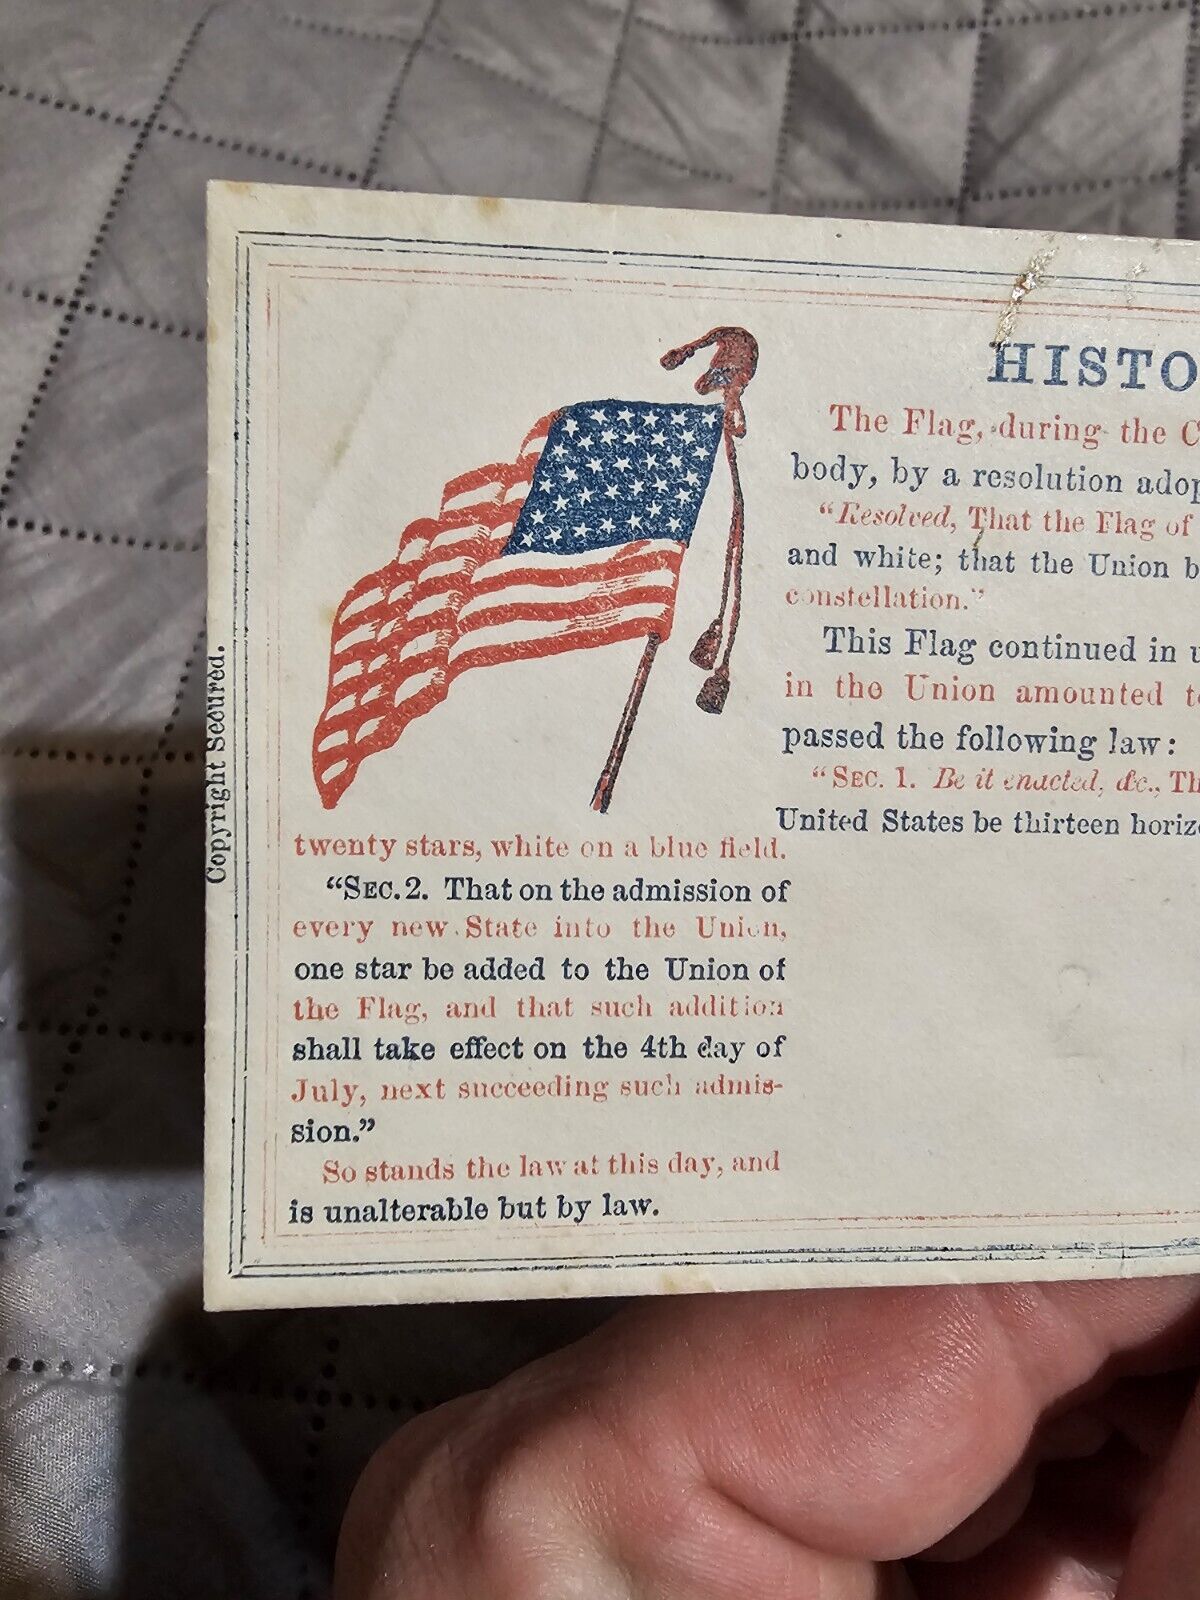 HISTO
The Flag, during the C
body, by a resolution adop
“Resolved, That the Flag of
and white; that the Union b
constellation.”
This Flag continued in u
in the Union amounted to
passed the following law:
“SEC. 1. Be it enacted, &c., Th
United States be thirteen horizo
twenty stars, white on a blue field.
“SEC. 2. That on the admission of
every new State into the Union,
one star be added to the Union of
the Flag, and that such addition
shall take effect on the 4th day of
July, next succeeding such admis-
sion.”
So stands the law at this day, and
is unalterable but by law.
Copyright Secured.